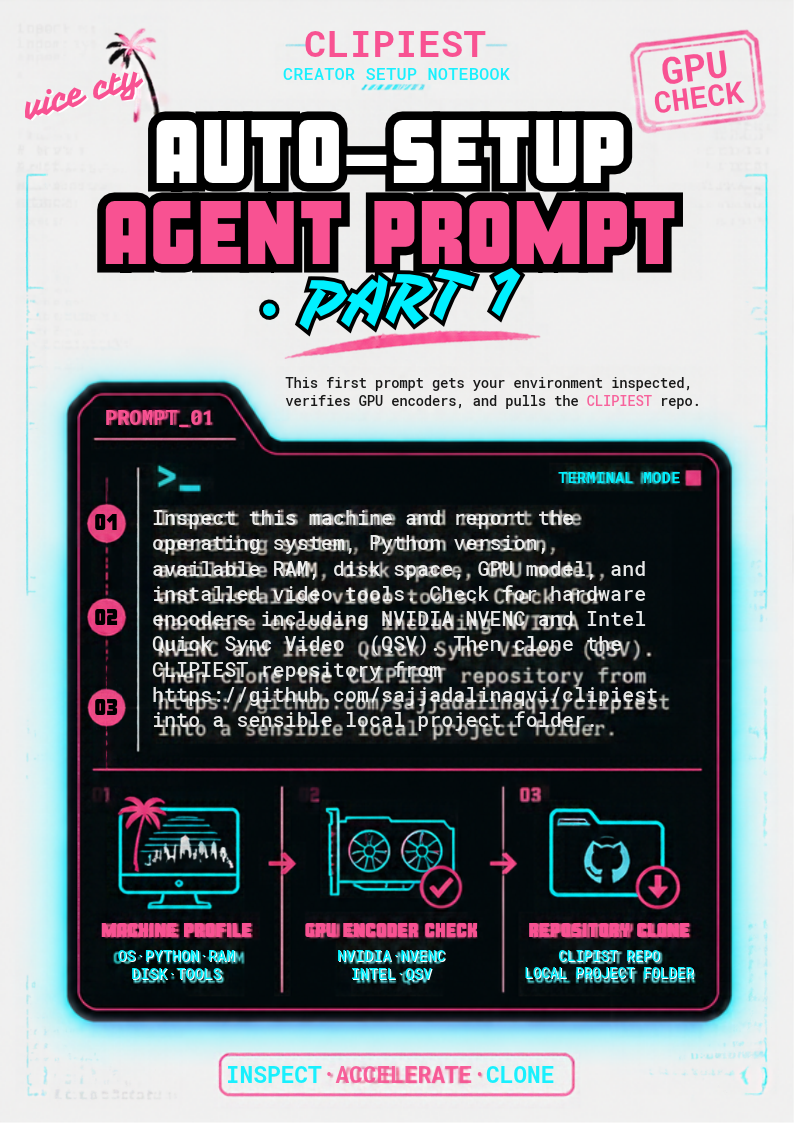 CLIPIEST
CREATOR SETUP NOTEBOOK
vice cty
GPU
CHECK
AUTO–SETUP
AGENT PROMPT
· PART 1
This first prompt gets your environment inspected,
verifies GPU encoders, and pulls the CLIPIEST repo.
PROMPT_01
>_
TERMINAL MODE
01
02
03
Inspect this machine and report the
operating system, Python version,
available RAM, disk space, GPU model, and
installed video tools. Check for hardware
encoders including NVIDIA NVENC and Intel
Quick Sync Video (QSV). Then clone the
CLIPIEST repository from
https://github.com/sajjadalinaqvi/clipiest
into a sensible local project folder.
01
02
03
MACHINE PROFILE
OS·PYTHON·RAM
DISK·TOOLS
GPU ENCODER CHECK
NVIDIA·NVENC
INTEL·QSV
REPOSITORY CLONE
CLIPIST REPO
LOCAL PROJECT FOLDER
INSPECT·ACCELERATE·CLONE